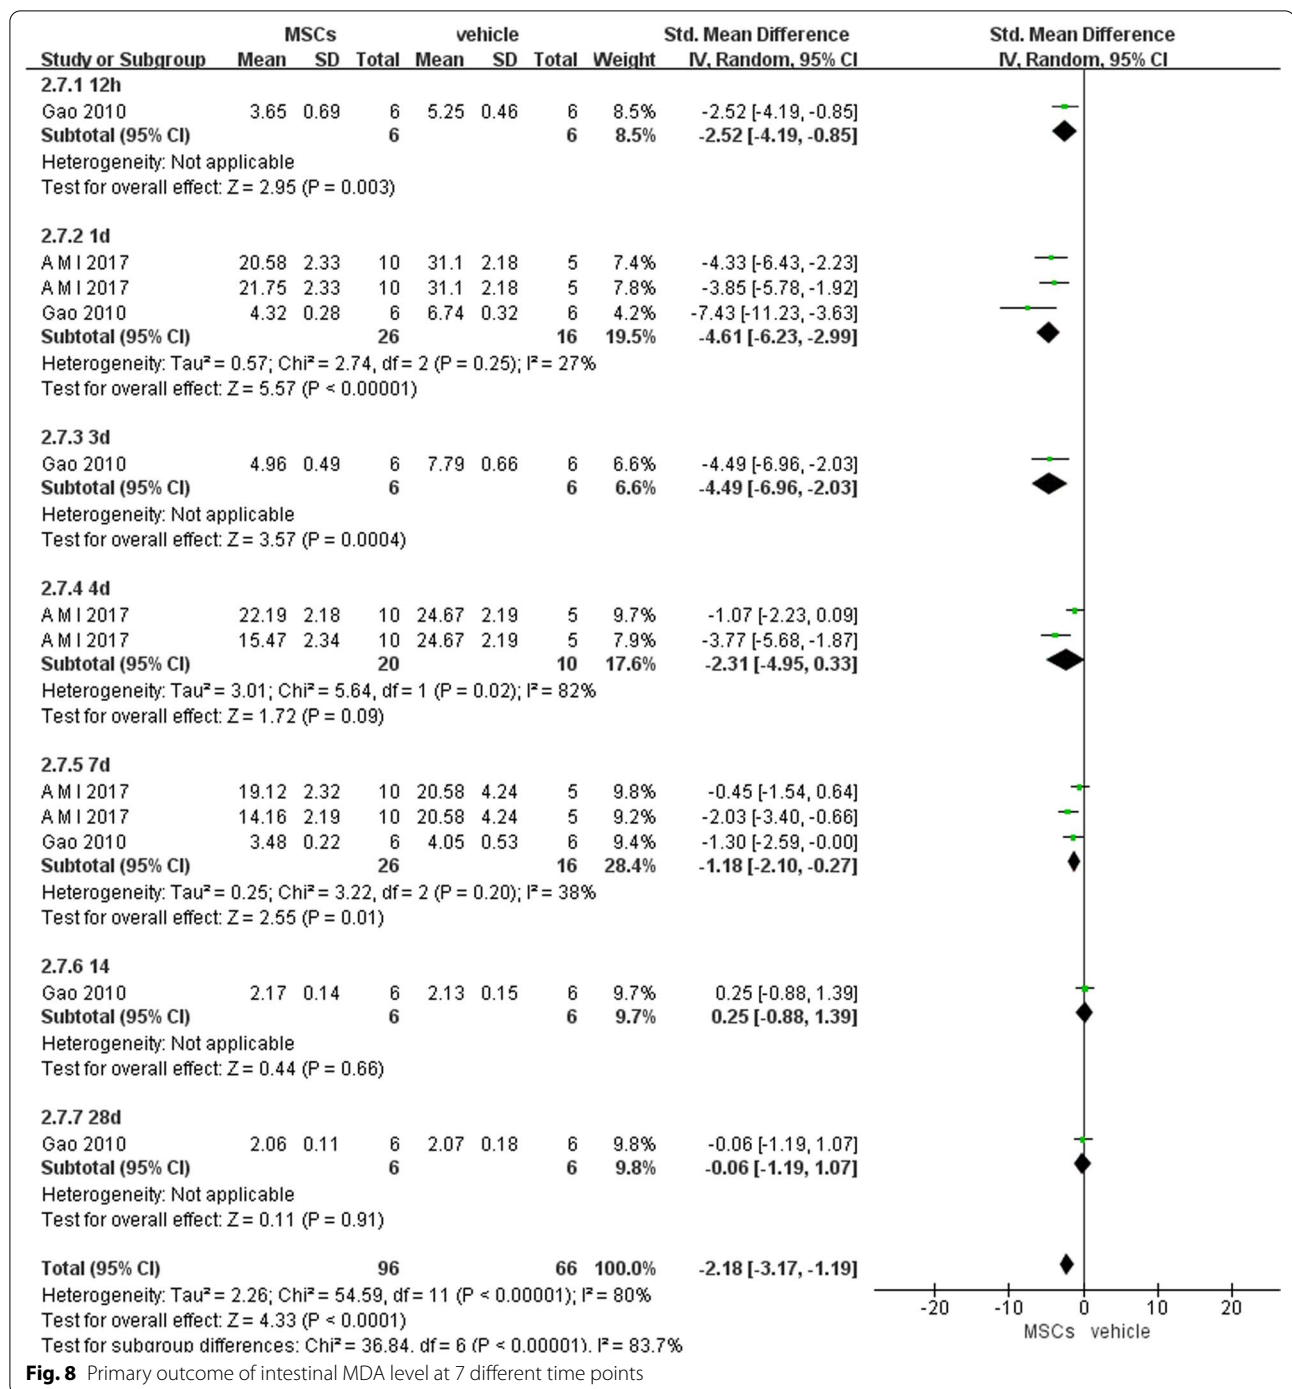 MSCs vehicle Std. Mean Difference Std. Mean Difference
Study or Subgroup Mean SD Total Mean SD Total Weight IV, Random, 95% CI IV, Random, 95% CI
2.7.1 12h
Gao 2010 3.65 0.69 6 5.25 0.46 6 8.5% -2.52 [-4.19, -0.85]
Subtotal (95% CI) 6 6 8.5% -2.52 [-4.19, -0.85]
Heterogeneity: Not applicable
Test for overall effect: Z = 2.95 (P = 0.003)
2.7.2 1d
A M I 2017 20.58 2.33 10 31.1 2.18 5 7.4% -4.33 [-6.43, -2.23]
A M I 2017 21.75 2.33 10 31.1 2.18 5 7.8% -3.85 [-5.78, -1.92]
Gao 2010 4.32 0.28 6 6.74 0.32 6 4.2% -7.43 [-11.23, -3.63]
Subtotal (95% CI) 26 16 19.5% -4.61 [-6.23, -2.99]
Heterogeneity: Tau² = 0.57; Chi² = 2.74, df = 2 (P = 0.25); I² = 27%
Test for overall effect: Z = 5.57 (P < 0.00001)
2.7.3 3d
Gao 2010 4.96 0.49 6 7.79 0.66 6 6.6% -4.49 [-6.96, -2.03]
Subtotal (95% CI) 6 6 6.6% -4.49 [-6.96, -2.03]
Heterogeneity: Not applicable
Test for overall effect: Z = 3.57 (P = 0.0004)
2.7.4 4d
A M I 2017 22.19 2.18 10 24.67 2.19 5 9.7% -1.07 [-2.23, 0.09]
A M I 2017 15.47 2.34 10 24.67 2.19 5 7.9% -3.77 [-5.68, -1.87]
Subtotal (95% CI) 20 10 17.6% -2.31 [-4.95, 0.33]
Heterogeneity: Tau² = 3.01; Chi² = 5.64, df = 1 (P = 0.02); I² = 82%
Test for overall effect: Z = 1.72 (P = 0.09)
2.7.5 7d
A M I 2017 19.12 2.32 10 20.58 4.24 5 9.8% -0.45 [-1.54, 0.64]
A M I 2017 14.16 2.19 10 20.58 4.24 5 9.2% -2.03 [-3.40, -0.66]
Gao 2010 3.48 0.22 6 4.05 0.53 6 9.4% -1.30 [-2.59, -0.00]
Subtotal (95% CI) 26 16 28.4% -1.18 [-2.10, -0.27]
Heterogeneity: Tau² = 0.25; Chi² = 3.22, df = 2 (P = 0.20); I² = 38%
Test for overall effect: Z = 2.55 (P = 0.01)
2.7.6 14
Gao 2010 2.17 0.14 6 2.13 0.15 6 9.7% 0.25 [-0.88, 1.39]
Subtotal (95% CI) 6 6 9.7% 0.25 [-0.88, 1.39]
Heterogeneity: Not applicable
Test for overall effect: Z = 0.44 (P = 0.66)
2.7.7 28d
Gao 2010 2.06 0.11 6 2.07 0.18 6 9.8% -0.06 [-1.19, 1.07]
Subtotal (95% CI) 6 6 9.8% -0.06 [-1.19, 1.07]
Heterogeneity: Not applicable
Test for overall effect: Z = 0.11 (P = 0.91)
Total (95% CI) 96 66 100.0% -2.18 [-3.17, -1.19]
Heterogeneity: Tau² = 2.26; Chi² = 54.59, df = 11 (P < 0.00001); I² = 80%
Test for overall effect: Z = 4.33 (P < 0.0001)
Test for subgroup differences: Chi² = 36.84, df = 6 (P < 0.00001), I² = 83.7%
-20 -10 0 10 20
MSCs vehicle
Fig. 8 Primary outcome of intestinal MDA level at 7 different time points